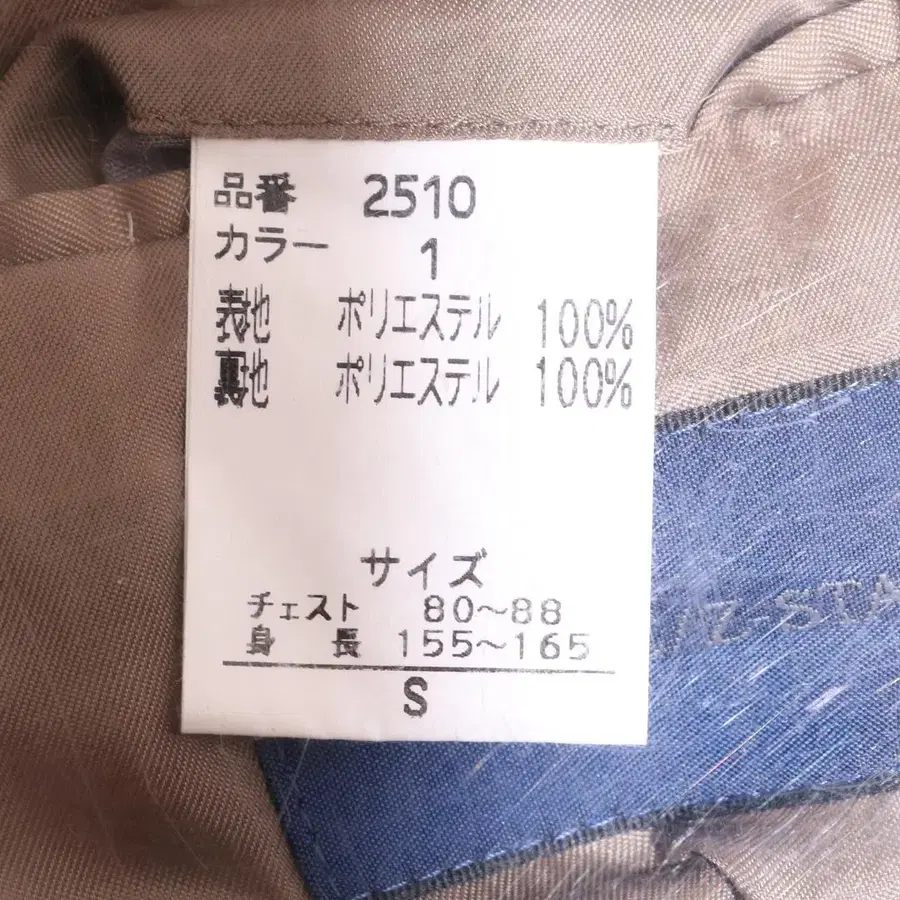 品番 2510
カラー 1
表地 ポリエステル 100%
裏地 ポリエステル 100%
サイズ
チェスト 80~88
身長 155~165
S
Z-STA